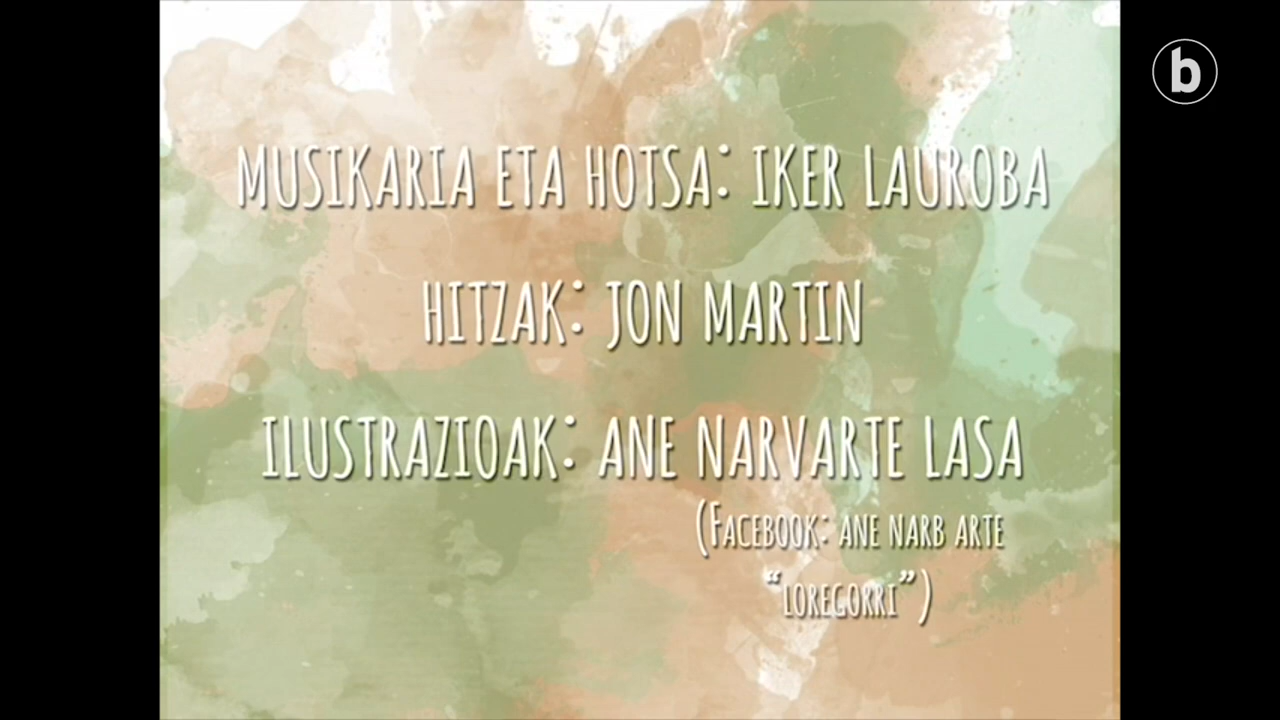 b
MUSIKARIA ETA HOTSA: IKER LAUROBA
HITZAK: JON MARTIN
ILUSTRAZIOAK: ANE NARVARTE LASA
(FACEBOOK: ANE NARB ARTE
“LOREGORRI”)